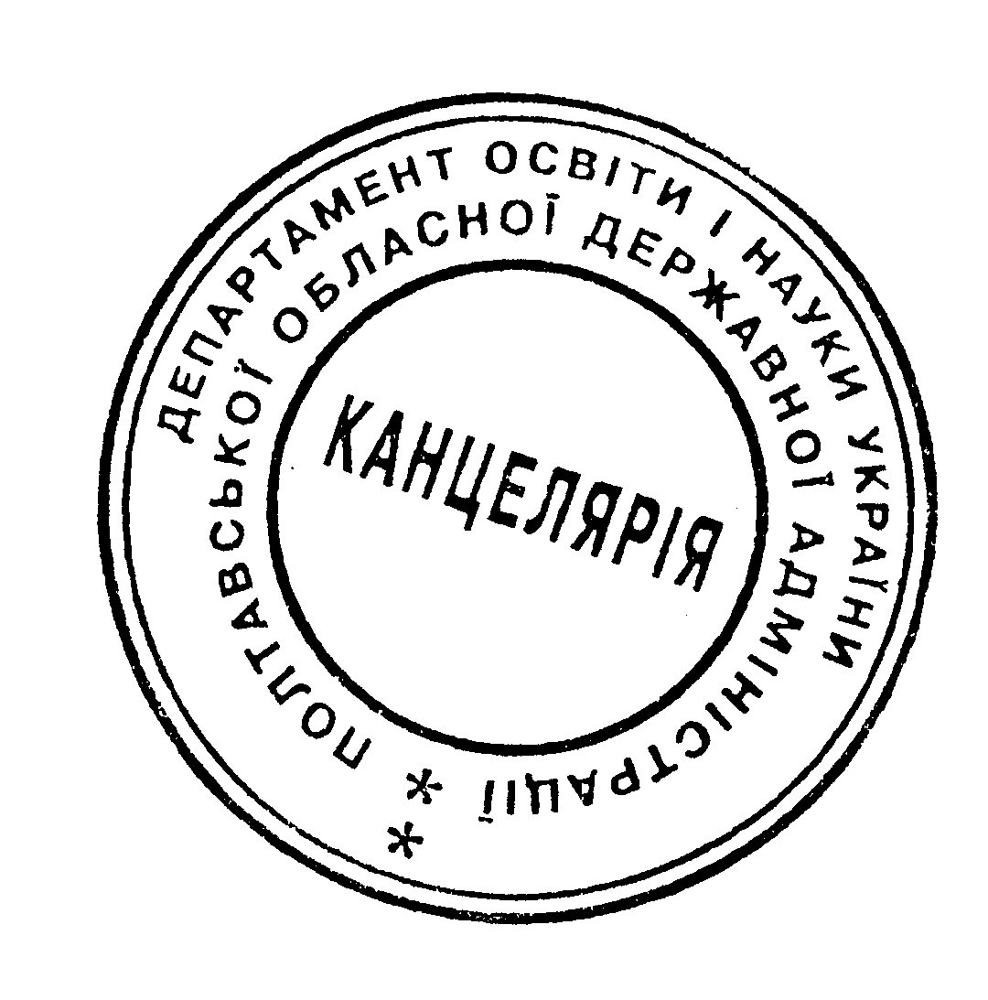 ДЕПАРТАМЕНТ ОСВІТИ І НАУКИ УКРАЇНИ *
ПОЛТАВСЬКОЇ ОБЛАСНОЇ ДЕРЖАВНОЇ АДМІНІСТРАЦІЇ *
КАНЦЕЛЯРІЯ